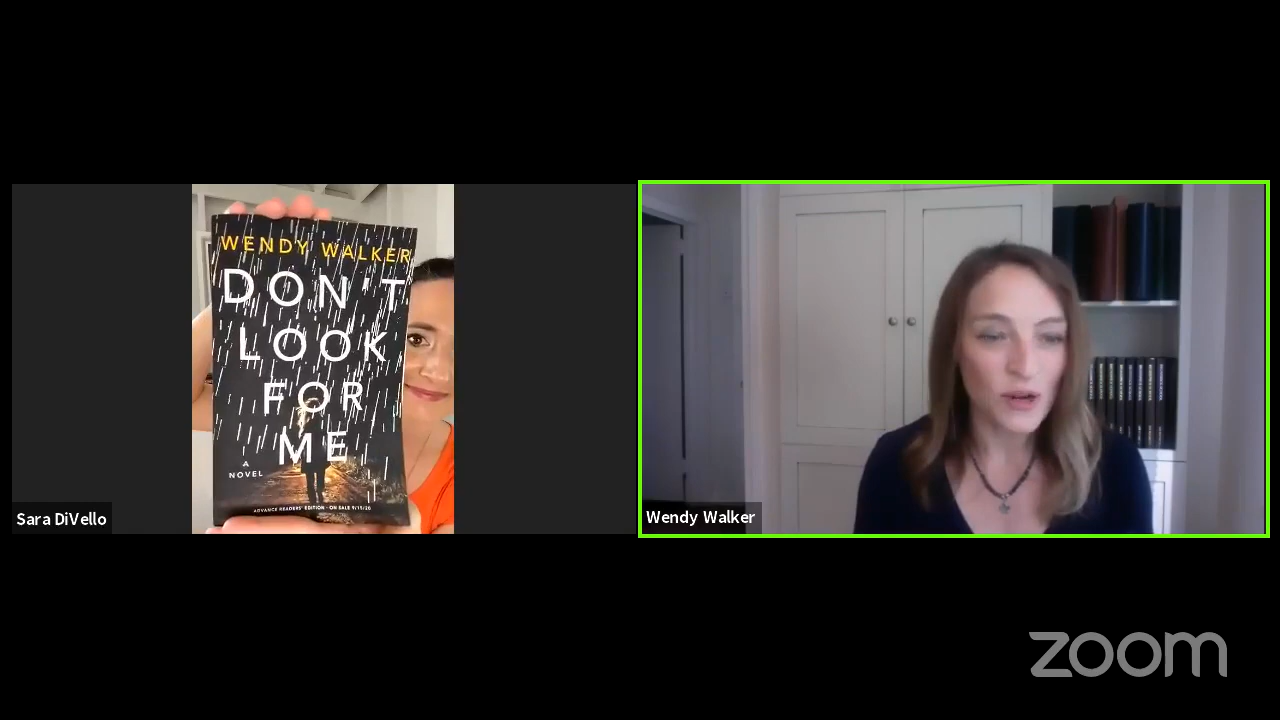 WENDY WALKER
DON'T
LOOK
FOR
ME
A
NOVEL
ADVANCE READERS' EDITION - ON SALE 9/15/20
Sara DiVello
Wendy Walker
zoom